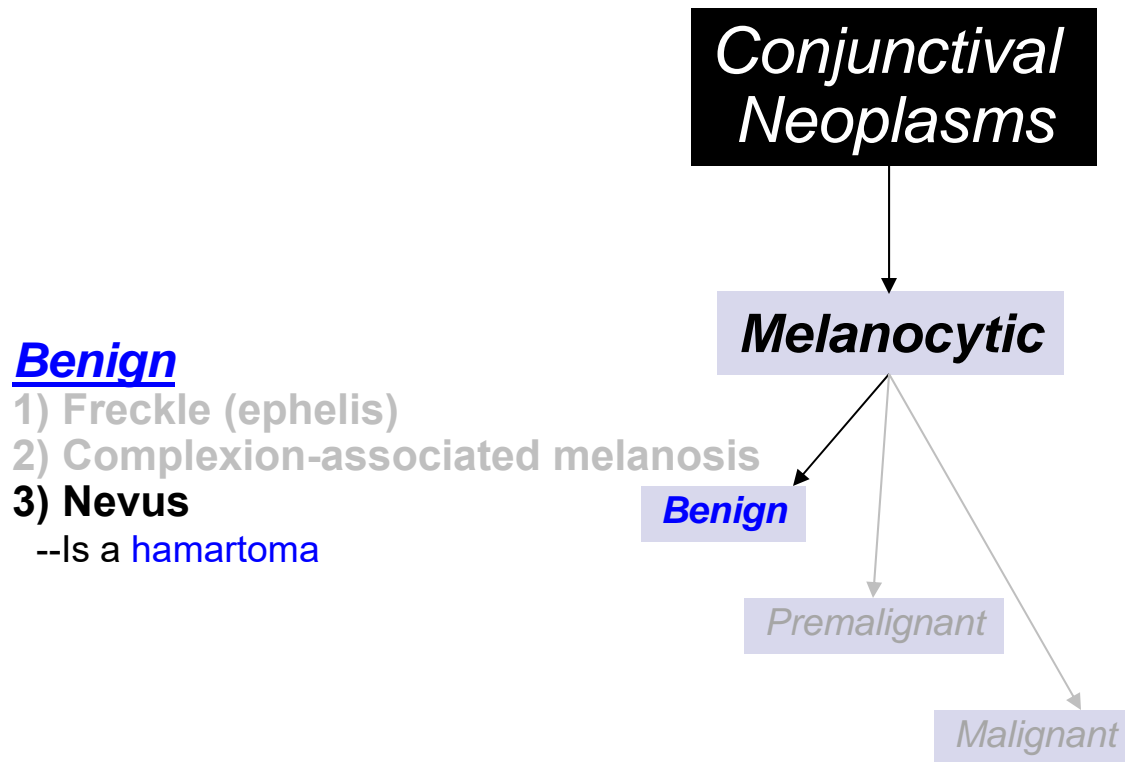 Conjunctival
Neoplasms
Melanocytic
Benign
1) Freckle (ephelis)
2) Complexion-associated melanosis
3) Nevus
--Is a hamartoma
Benign
Premalignant
Malignant